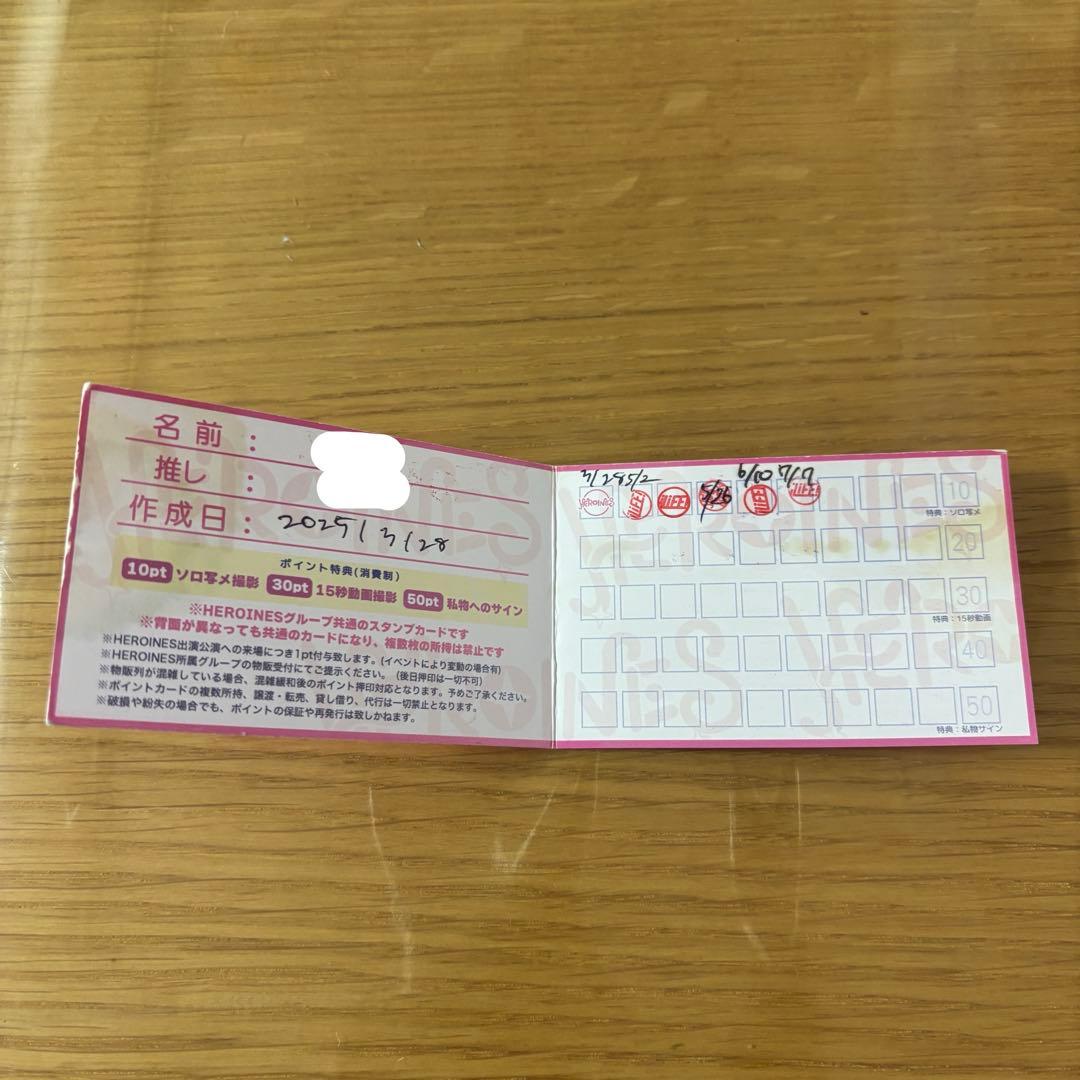 名前：
推し：
作成日：2025/3/28
ポイント特典(消費制)
10pt ソロ写メ撮影 30pt 15秒動画撮影 50pt 私物へのサイン
※HEROINESグループ共通のスタンプカードです
※背面が異なっても共通のカードになり、複数枚の所持は禁止です
※HEROINES出演公演への来場につき1pt付与致します。(イベントにより変動の場合有)
※HEROINES所属グループの物販受付にてご提示ください。(後日押印は一切不可)
※物販列が混雑している場合、混雑緩和後のポイント押印対応となります。予めご了承ください。
※ポイントカードの複数所持、譲渡・転売、貸し借り、代行は一切禁止となります。
※破損や紛失の場合でも、ポイントの保証や再発行は致しかねます。
3/28 5/2 5/26 6/10 7/17
HEROINES
10
特典：ソロ写メ
20
30
特典：15秒動画
40
50
特典：私物サイン